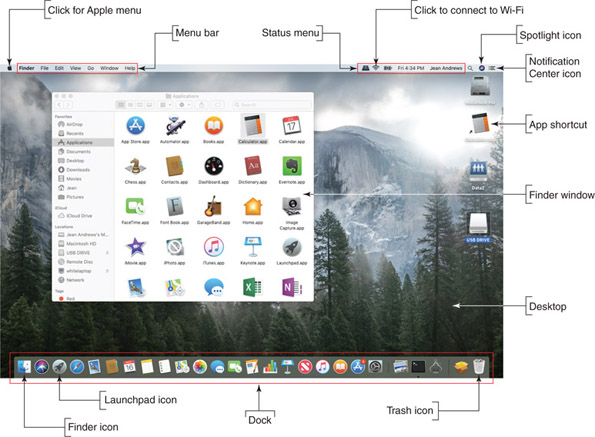 Click for Apple menu
Click to connect to Wi-Fi
Menu bar
Status menu
Spotlight icon
Finder File Edit View Go Window Help
Fri 4:34 PM Jean Andrews
Notification
Center icon
Applications
Search
Favorites
AirDrop
Recents
Applications
Documents
Desktop
Downloads
Movies
Jean
Pictures
iCloud
iCloud Drive
Locations
Jean Andrews's M...
Macintosh HD
USB DRIVE
Remote Disc
whitelaptop
Network
Tags
Red
App Store.app Automator.app Books.app Calculator.app Calendar.app
Chess.app Contacts.app Dashboard.app Dictionary.app Evernote.app
FaceTime.app Font Book.app GarageBand.app Home.app Image
Capture.app
iMovie.app iPhoto.app iTunes.app Keynote.app Launchpad.app
App shortcut
Data2
Finder window
USB DRIVE
Desktop
Launchpad icon
Finder icon
Dock
Trash icon